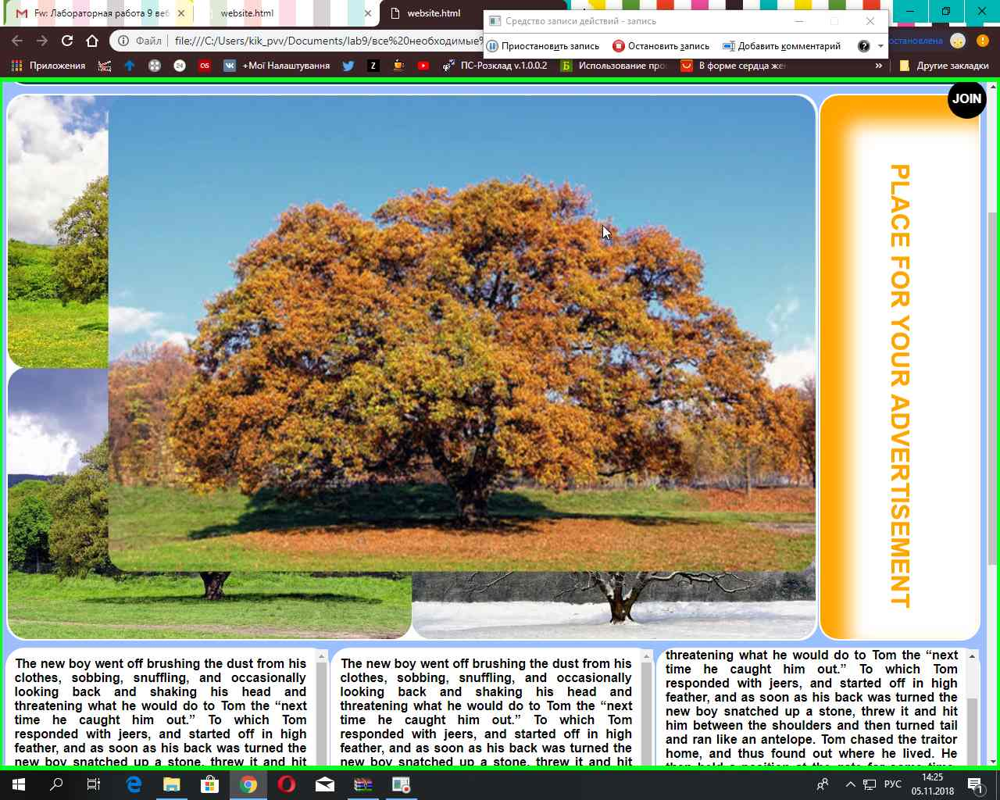 Fw: Лабораторная работа 9 веб
website.html
website.html
Средство записи действий - запись
Файл
file:///C:/Users/kik_pvv/Documents/lab9/все%20необходимые%
Приостановить запись
Остановить запись
Добавить комментарий
остановлена
Приложения
24
+Мої Налаштування
Z
ПС-Розклад v.1.0.0.2
Использование про
В форме сердца же
»
Другие закладки
JOIN
PLACE FOR YOUR ADVERTISEMENT
The new boy went off brushing the dust from his
clothes, sobbing, snuffling, and occasionally
looking back and shaking his head and
threatening what he would do to Tom the “next
time he caught him out.” To which Tom
responded with jeers, and started off in high
feather, and as soon as his back was turned the
new boy snatched up a stone, threw it and hit
The new boy went off brushing the dust from his
clothes, sobbing, snuffling, and occasionally
looking back and shaking his head and
threatening what he would do to Tom the “next
time he caught him out.” To which Tom
responded with jeers, and started off in high
feather, and as soon as his back was turned the
new boy snatched up a stone, threw it and hit
threatening what he would do to Tom the “next
time he caught him out.” To which Tom
responded with jeers, and started off in high
feather, and as soon as his back was turned the
new boy snatched up a stone, threw it and hit
him between the shoulders and then turned tail
and ran like an antelope. Tom chased the traitor
home, and thus found out where he lived. He
then held a position at the gate for some time,
РУС
14:25
05.11.2018
1